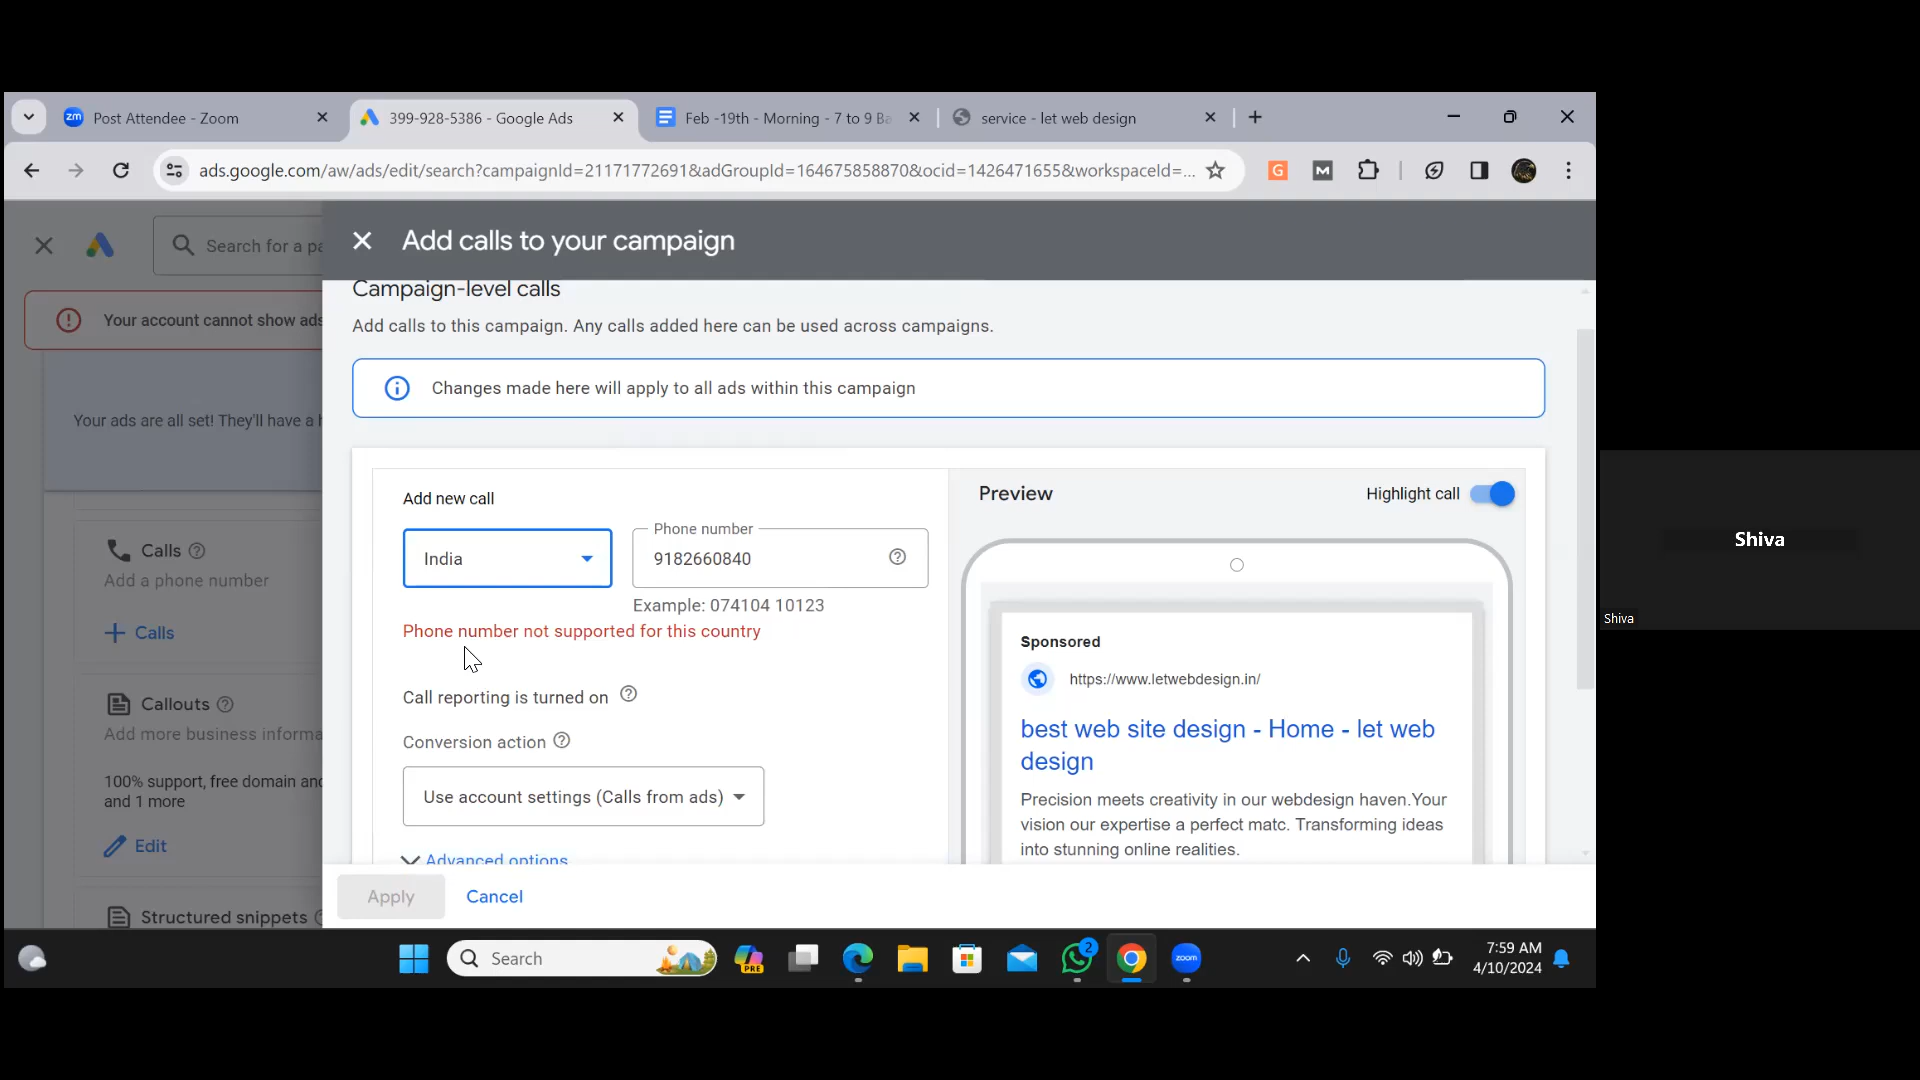 Post Attendee - Zoom
399-928-5386 - Google Ads
Feb -19th - Morning - 7 to 9 Ba
service - let web design
ads.google.com/aw/ads/edit/search?campaignId=21171772691&adGroupId=164675858870&ocid=1426471655&workspaceId=...
Search for a pa
Add calls to your campaign
Your account cannot show ads
Campaign-level calls
Add calls to this campaign. Any calls added here can be used across campaigns.
Changes made here will apply to all ads within this campaign
Your ads are all set! They'll have a h
Add new call
Preview
Highlight call
Phone number
India
9182660840
Example: 074104 10123
Phone number not supported for this country
Calls
Add a phone number
Calls
Sponsored
https://www.letwebdesign.in/
Call reporting is turned on
Callouts
Add more business informa
best web site design - Home - let web
design
Conversion action
100% support, free domain and
and 1 more
Use account settings (Calls from ads)
Precision meets creativity in our webdesign haven.Your
vision our expertise a perfect matc. Transforming ideas
into stunning online realities.
Edit
Advanced options
Apply
Cancel
Structured snippets
Search
PRE
2
zoom
7:59 AM
4/10/2024
Shiva
Shiva